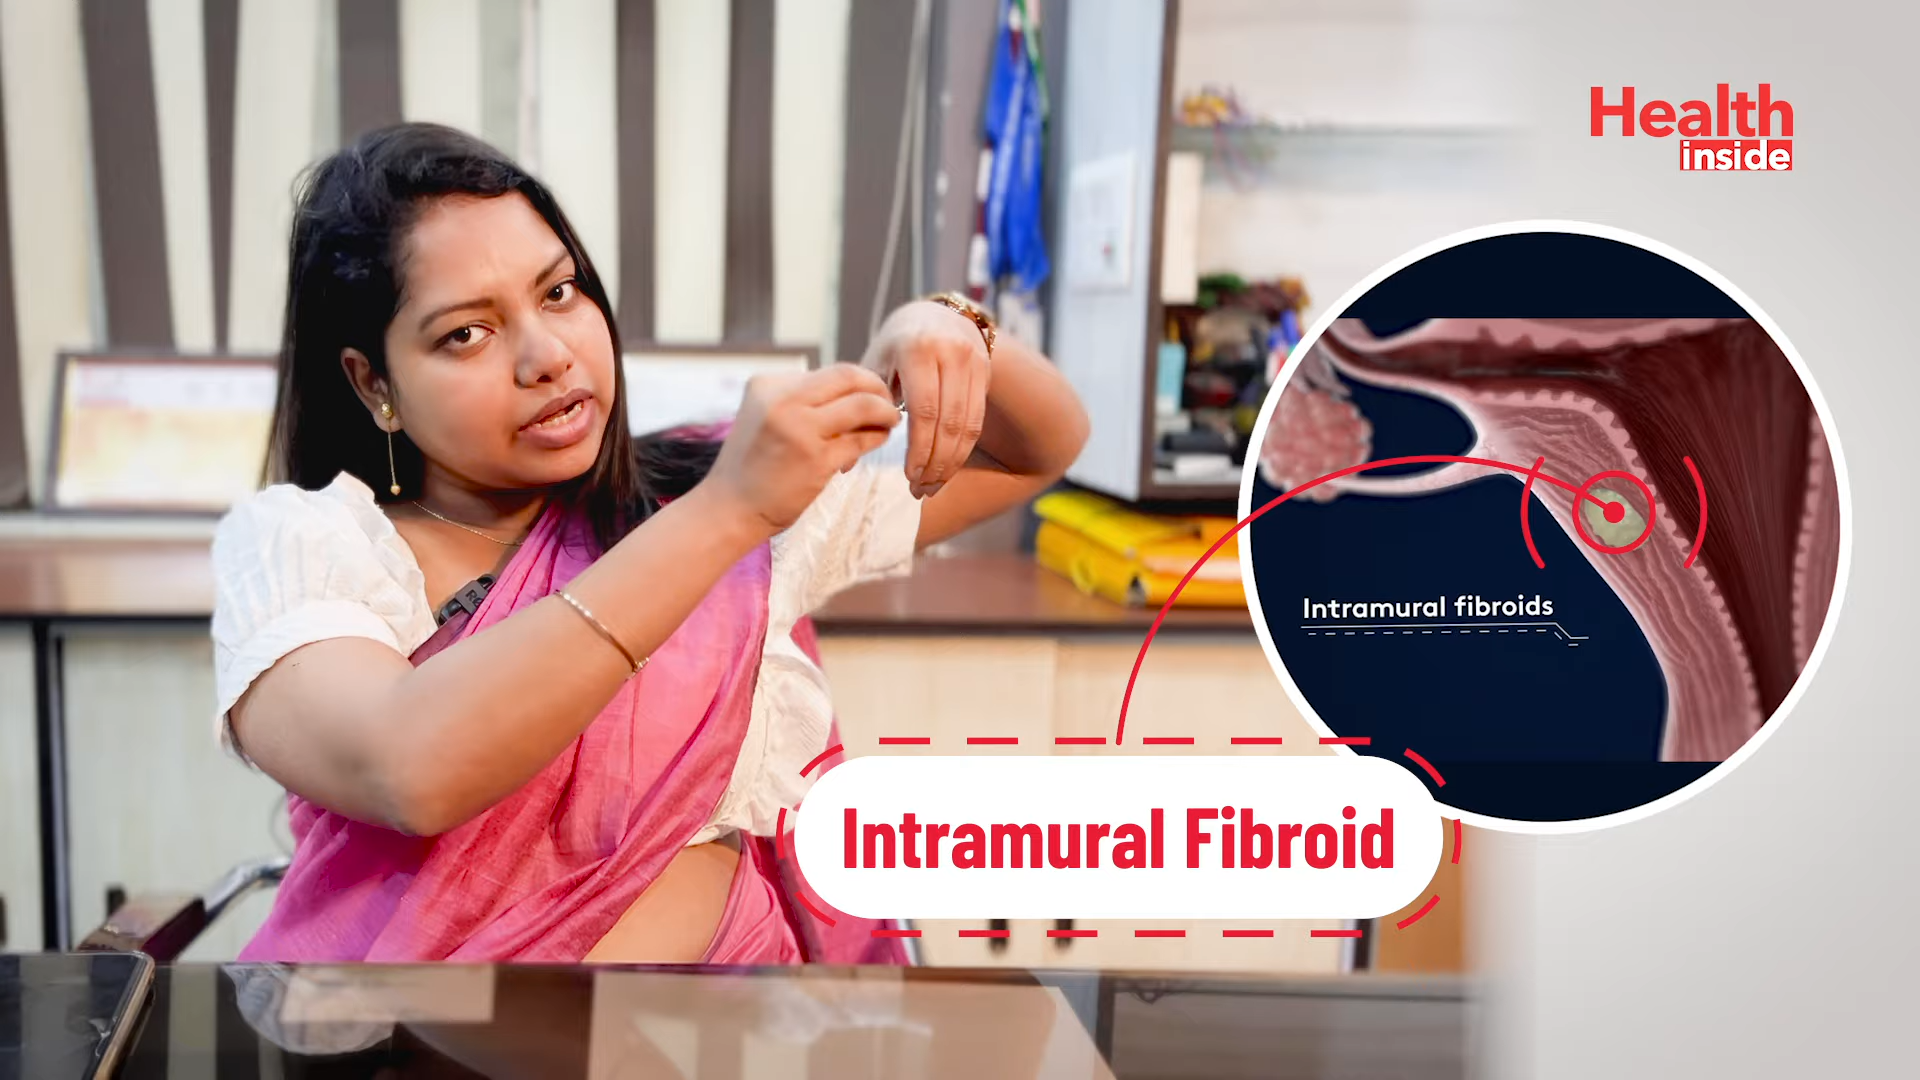 Health
inside
Intramural fibroids
Intramural Fibroid